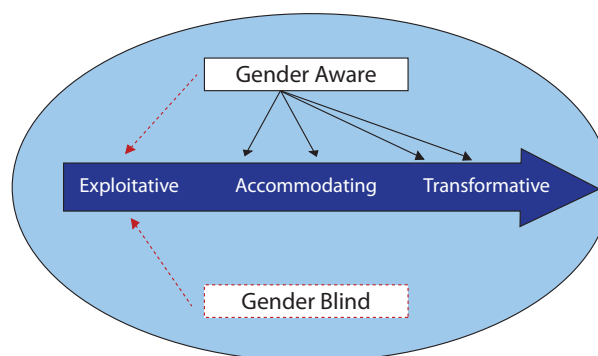 Gender Aware
Exploitative Accommodating Transformative
Gender Blind